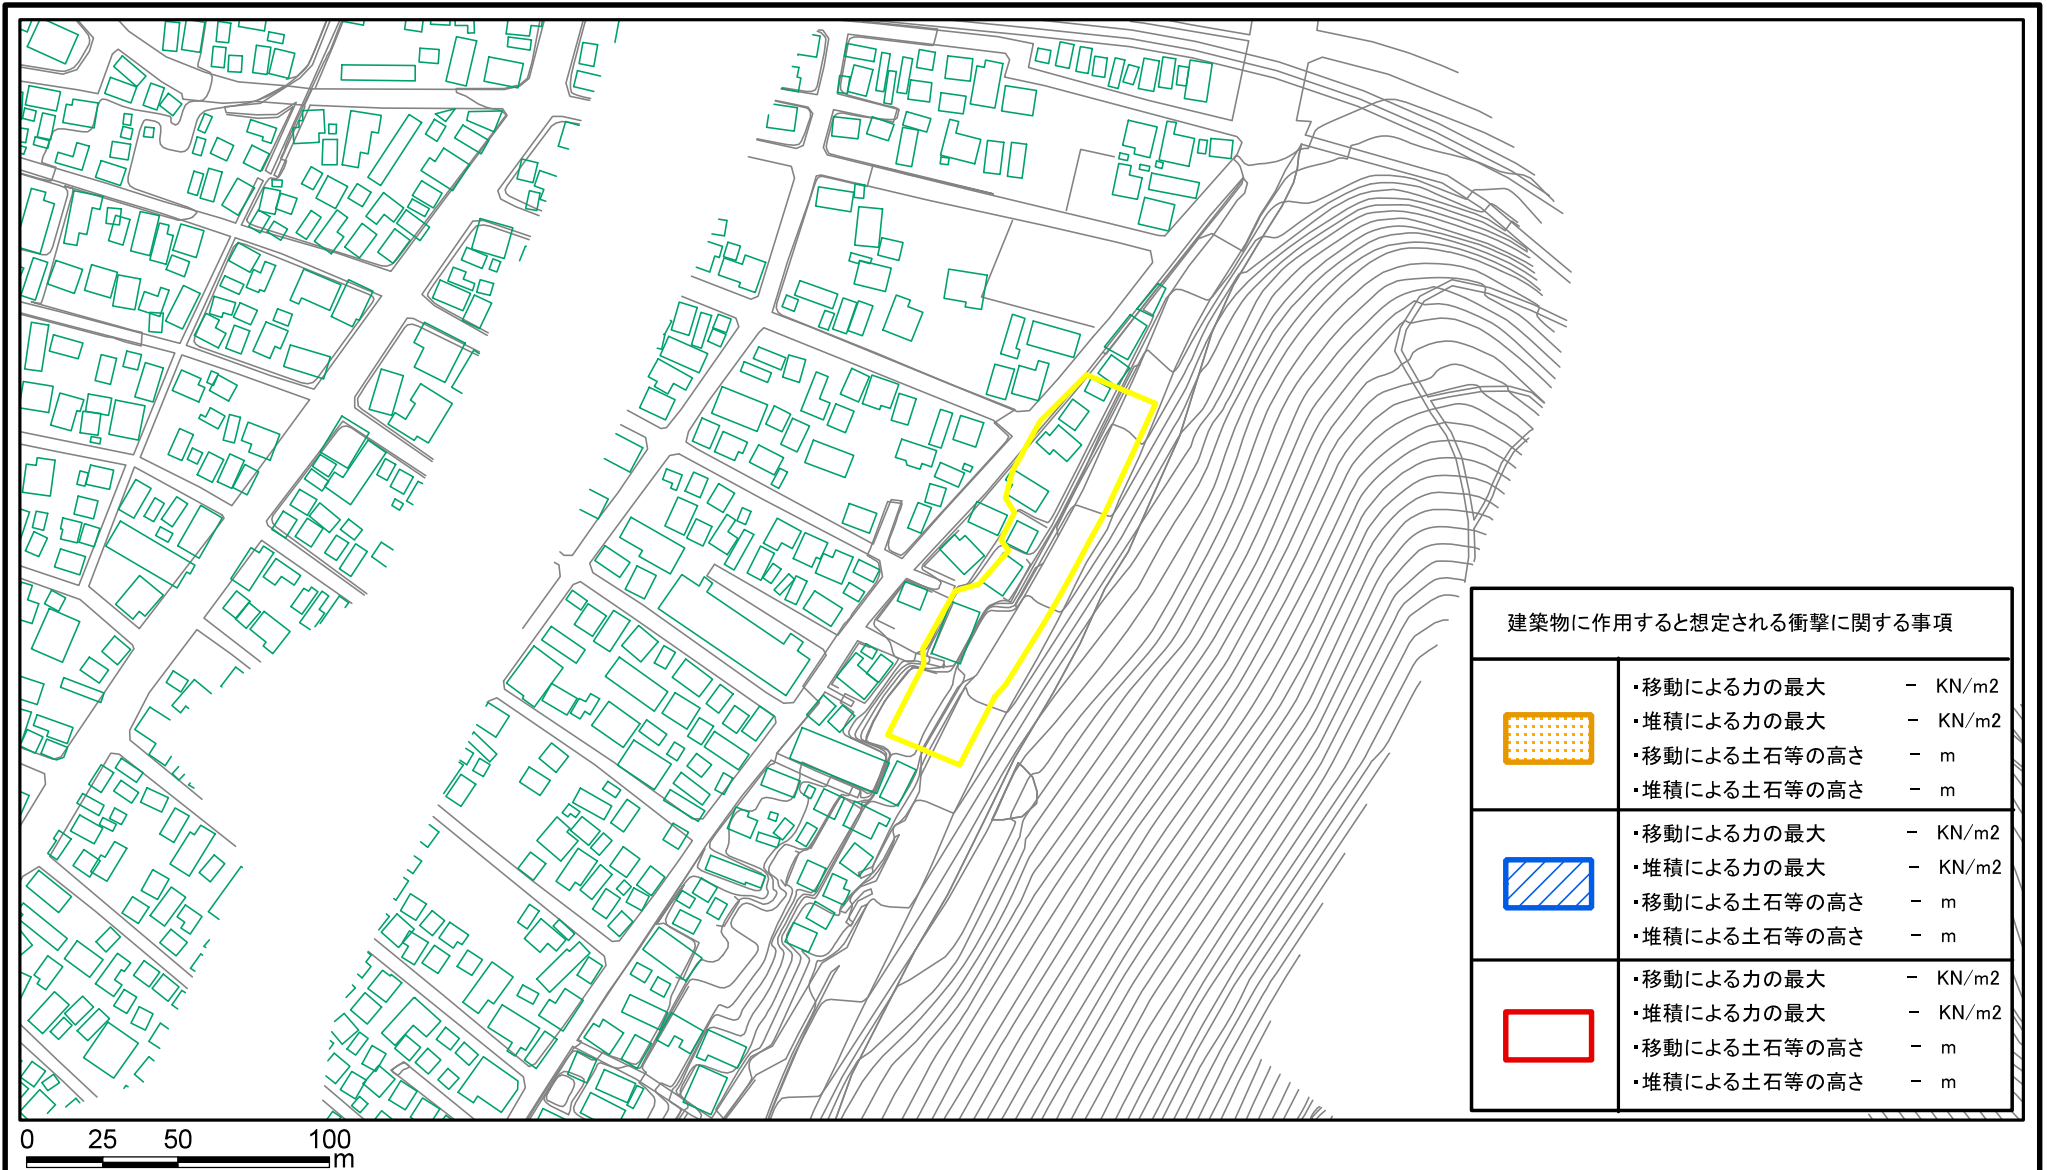 建築物に作用すると想定される衝撃に関する事項
・移動による力の最大 － KN/m2
・堆積による力の最大 － KN/m2
・移動による土石等の高さ － m
・堆積による土石等の高さ － m
・移動による力の最大 － KN/m2
・堆積による力の最大 － KN/m2
・移動による土石等の高さ － m
・堆積による土石等の高さ － m
・移動による力の最大 － KN/m2
・堆積による力の最大 － KN/m2
・移動による土石等の高さ － m
・堆積による土石等の高さ － m
0 25 50 100
m